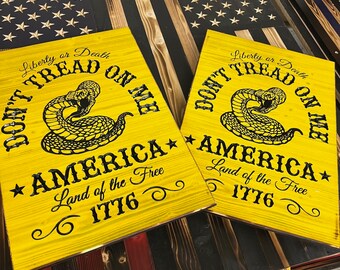 Liberty or Death
DON'T TREAD ON ME
AMERICA
Land of the Free
1776
Liberty or Death
DON'T TREAD ON ME
AMERICA
Land of the Free
1776